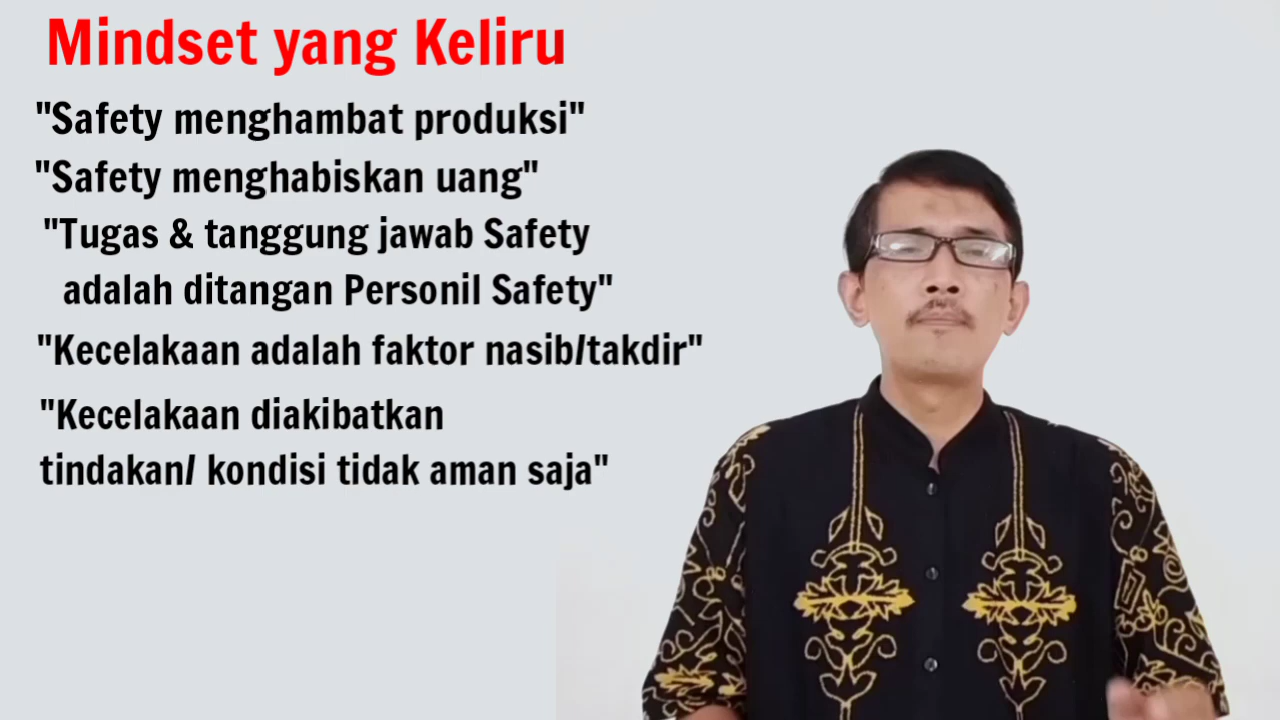 Mindset yang Keliru
"Safety menghambat produksi"
"Safety menghabiskan uang"
"Tugas & tanggung jawab Safety
adalah ditangan Personil Safety"
"Kecelakaan adalah faktor nasib/takdir"
"Kecelakaan diakibatkan
tindakan/ kondisi tidak aman saja"